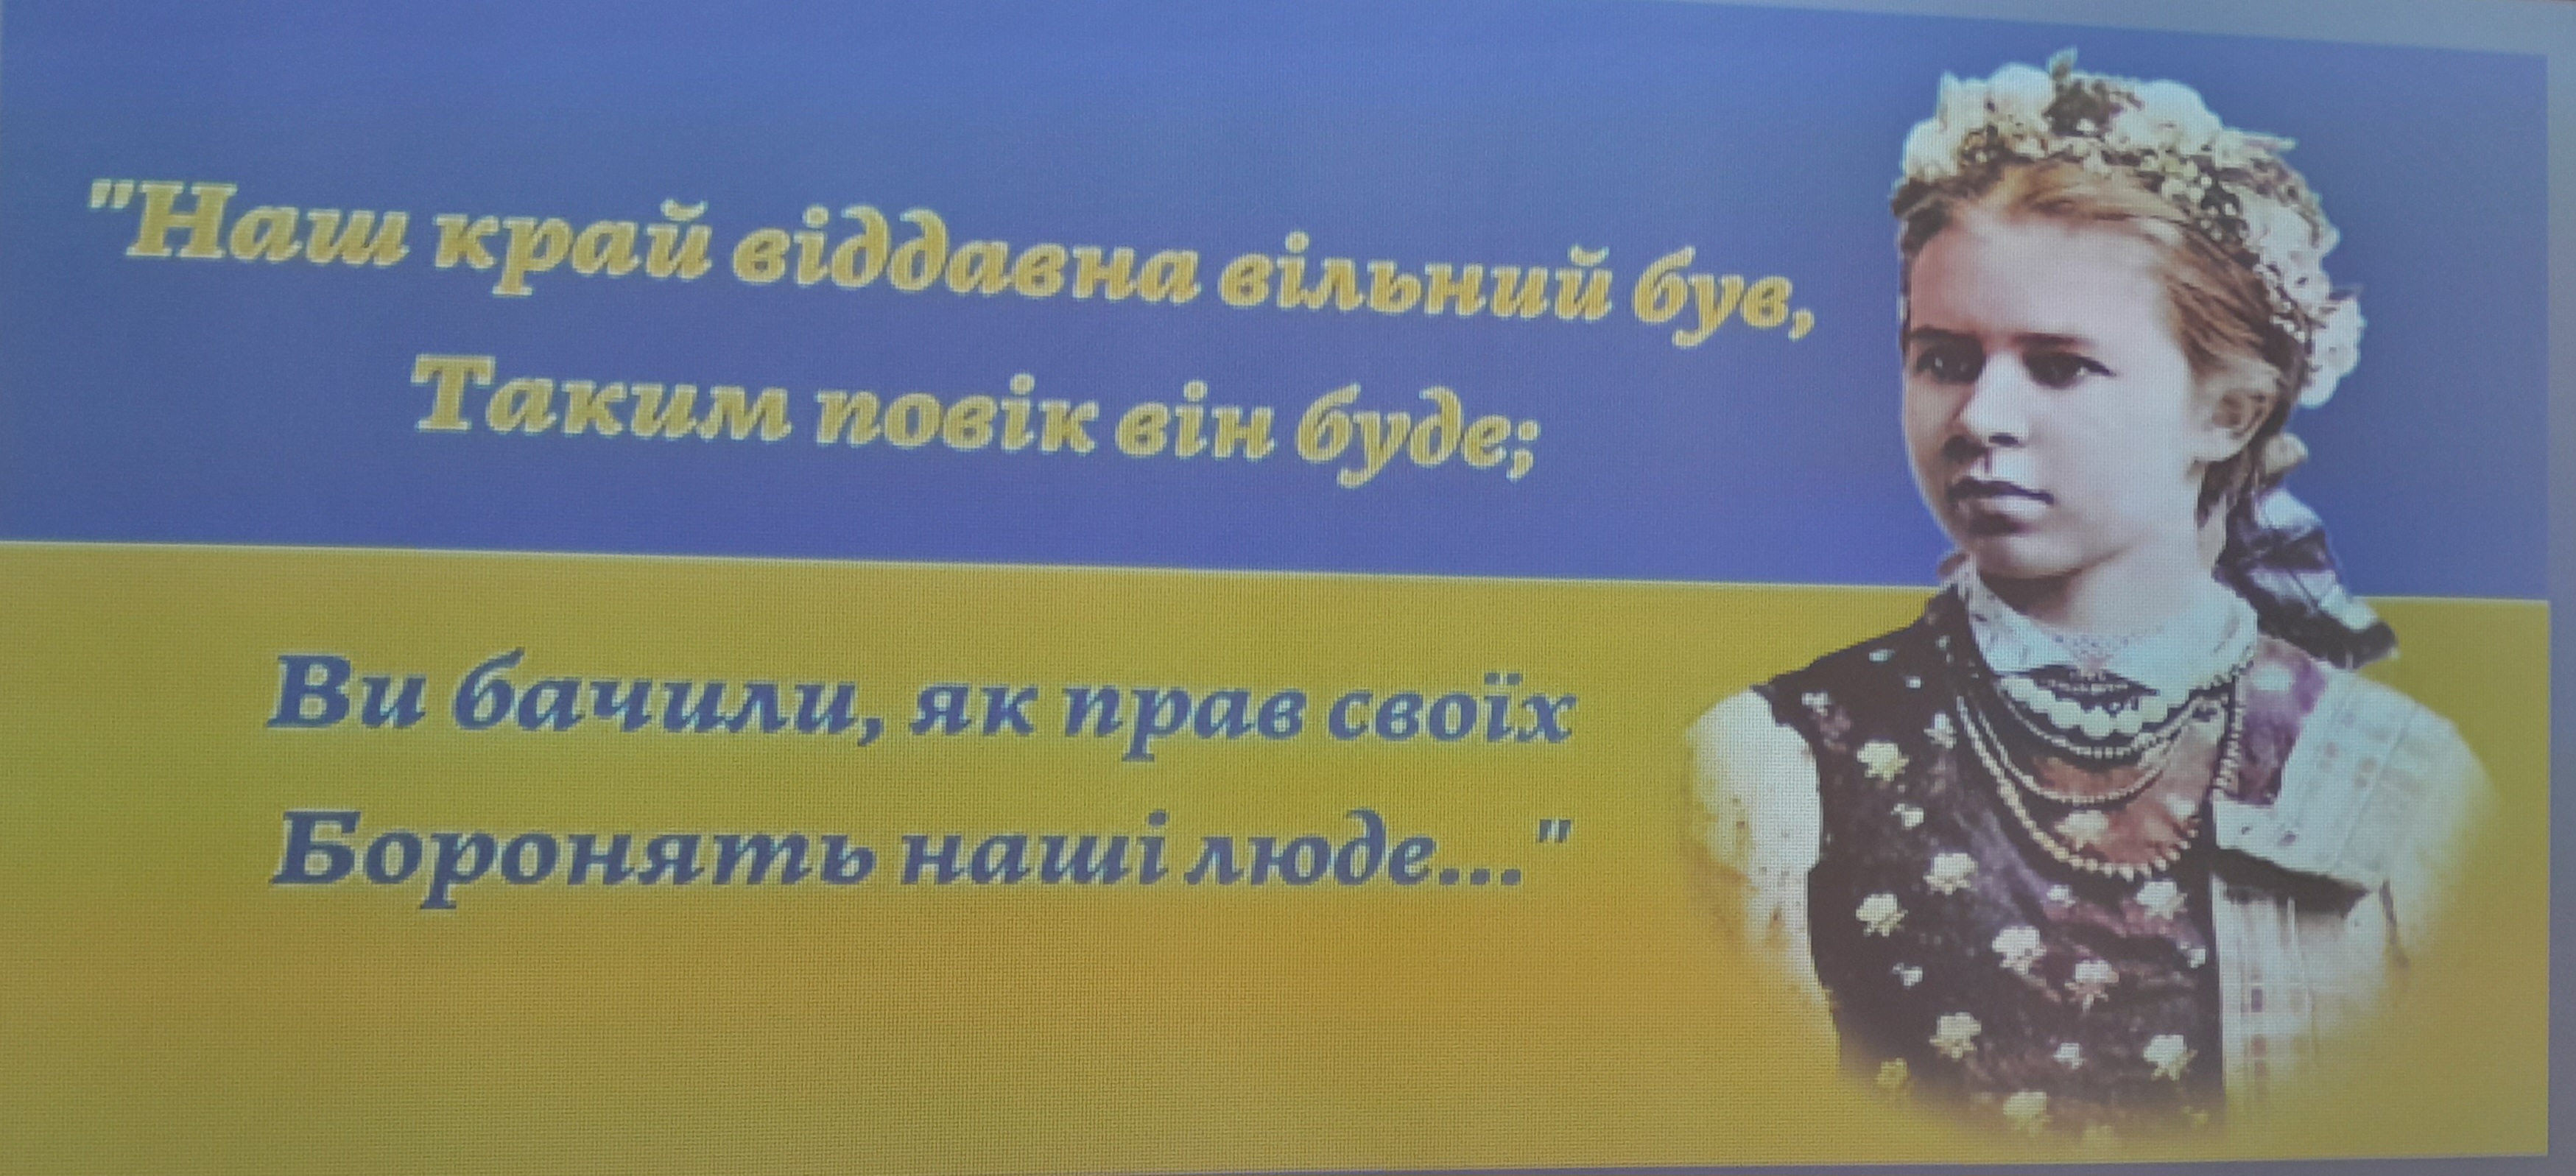 "Наш край віддавна вільний був,
Таким повік він буде;
Ви бачили, як прав своїх
Боронять наші люде..."